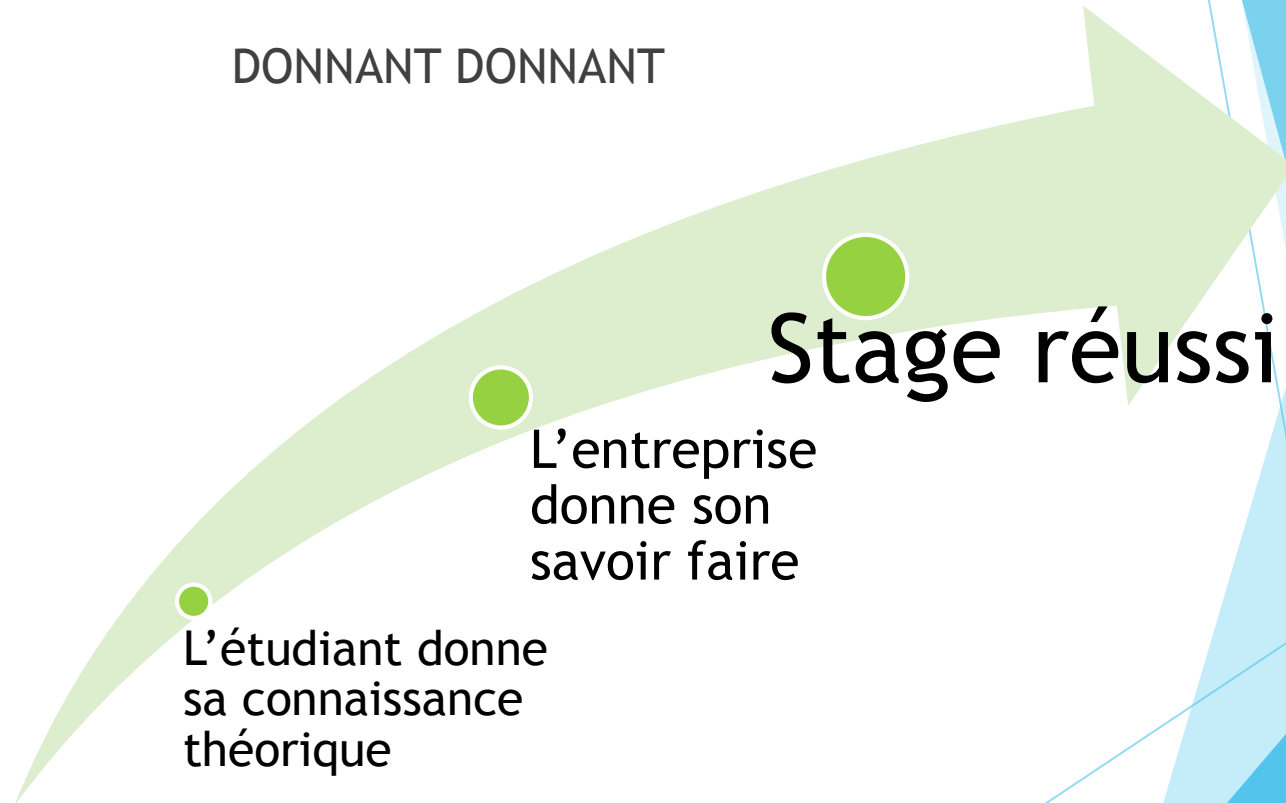 DONNANT DONNANT
Stage réussi
L’entreprise
donne son
savoir faire
L’étudiant donne
sa connaissance
théorique